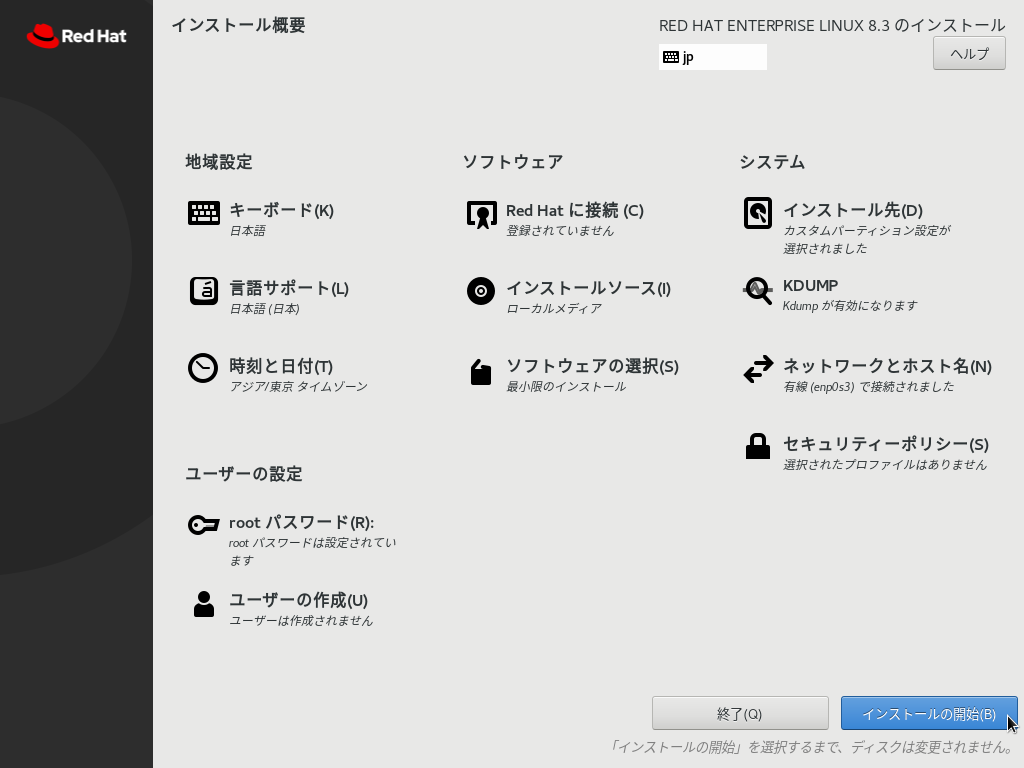 Red Hat
インストール概要
RED HAT ENTERPRISE LINUX 8.3 のインストール
jp
ヘルプ
地域設定
キーボード(K)
日本語
言語サポート(L)
日本語 (日本)
時刻と日付(T)
アジア/東京 タイムゾーン
ソフトウェア
Red Hat に接続 (C)
登録されていません
インストールソース(I)
ローカルメディア
ソフトウェアの選択(S)
最小限のインストール
システム
インストール先(D)
カスタムパーティション設定が
選択されました
KDUMP
Kdump が有効になります
ネットワークとホスト名(N)
有線 (enp0s3) で接続されました
セキュリティーポリシー(S)
選択されたプロファイルはありません
ユーザーの設定
root パスワード(R):
root パスワードは設定されてい
ます
ユーザーの作成(U)
ユーザーは作成されません
終了(Q)
インストールの開始(B)
「インストールの開始」を選択するまで、ディスクは変更されません。